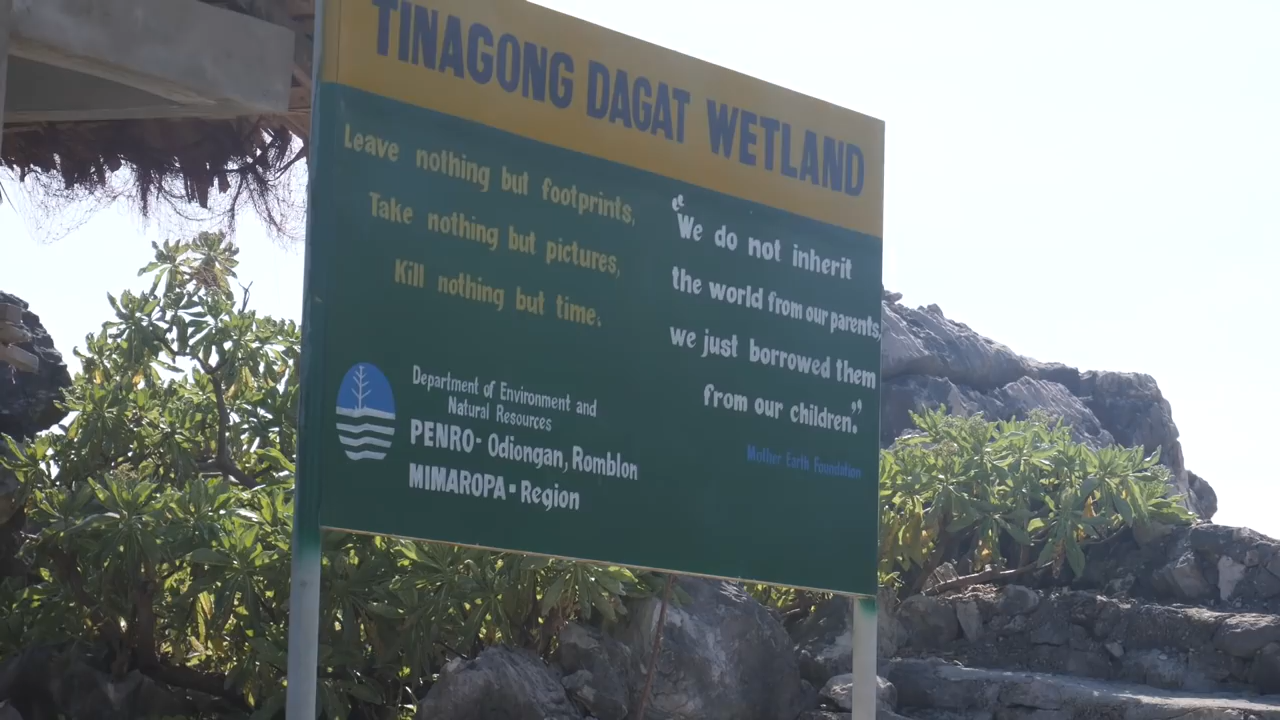 TINAGONG DAGAT WETLAND
Leave nothing but footprints,
Take nothing but pictures,
Kill nothing but time.
"We do not inherit
the world from our parents,
we just borrowed them
from our children."
Mother Earth Foundation
Department of Environment and
Natural Resources
PENRO- Odiongan, Romblon
MIMAROPA-Region